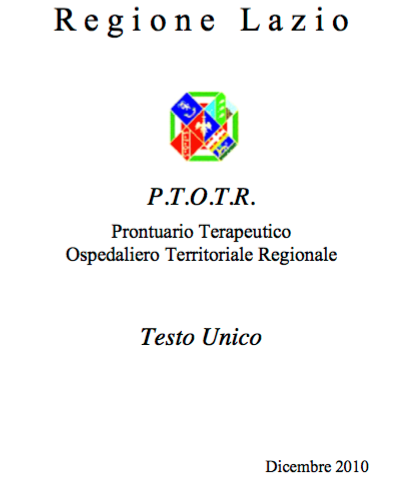 Regione Lazio
P.T.O.T.R.
Prontuario Terapeutico
Ospedaliero Territoriale Regionale
Testo Unico
Dicembre 2010